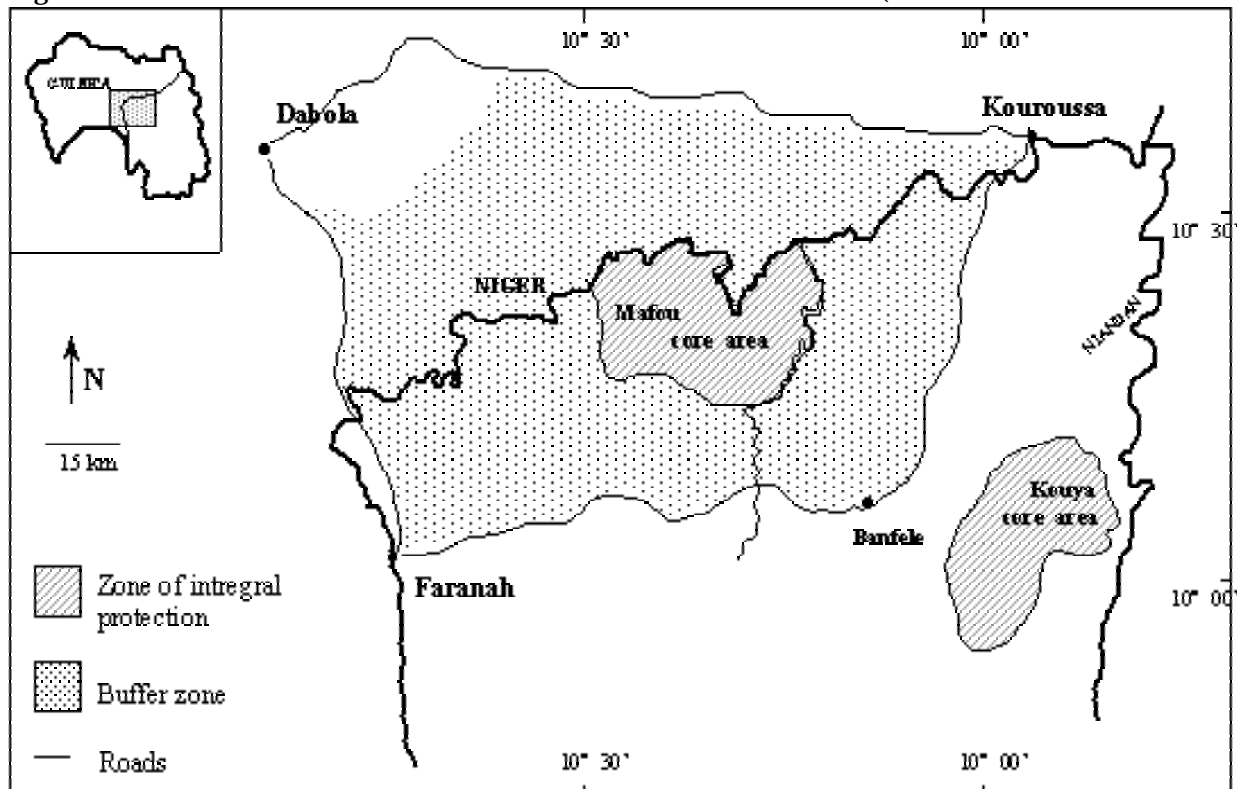 10° 30'
10° 00'
GUINEA
Dabola
Kouroussa
10° 30'
NIGER
Mafou
core area
NIANDAN
N
15 km
Kouya
core area
Banfele
Zone of intregral
protection
Faranah
10° 00'
Buffer zone
Roads
10° 30'
10° 00'